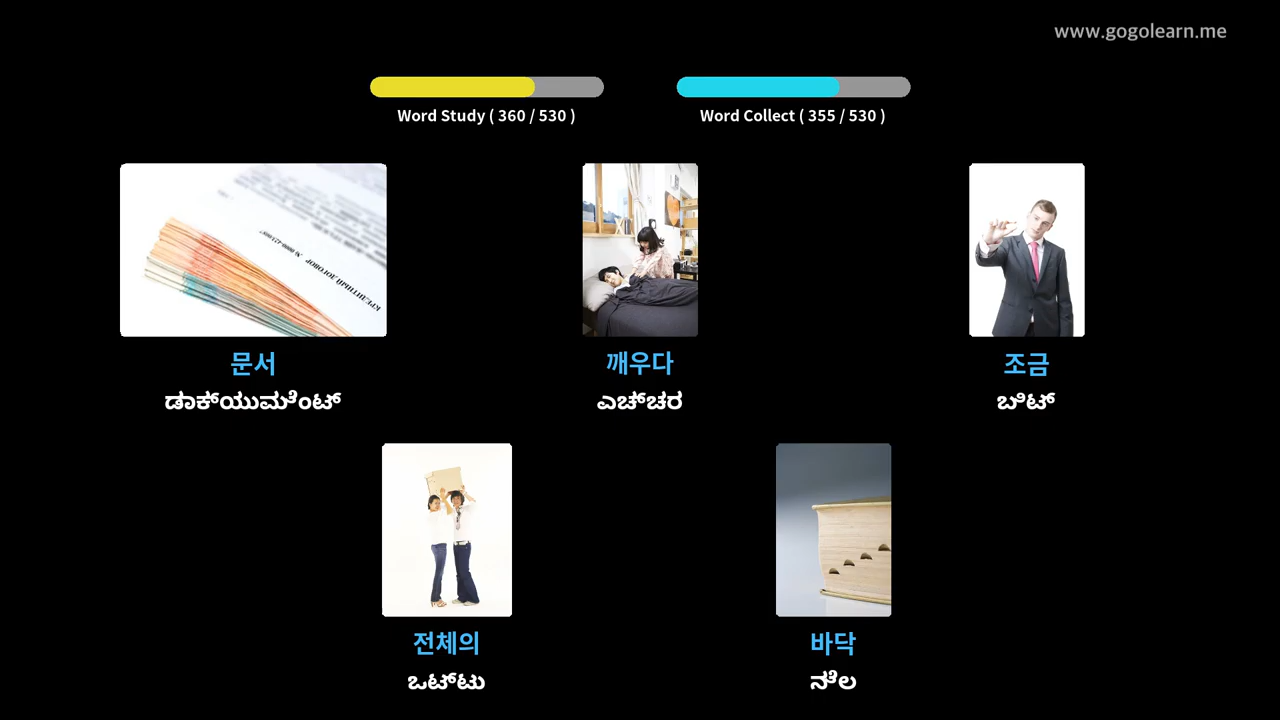 www.gogolearn.me
Word Study ( 360 / 530 )
Word Collect ( 355 / 530 )
문서
ಡಾಕ್ಯುಮೆಂಟ್
깨우다
ಎಚ್ಚರ
조금
ಬಿಟ್
전체의
ಒಟ್ಟು
바닥
ನೆಲ